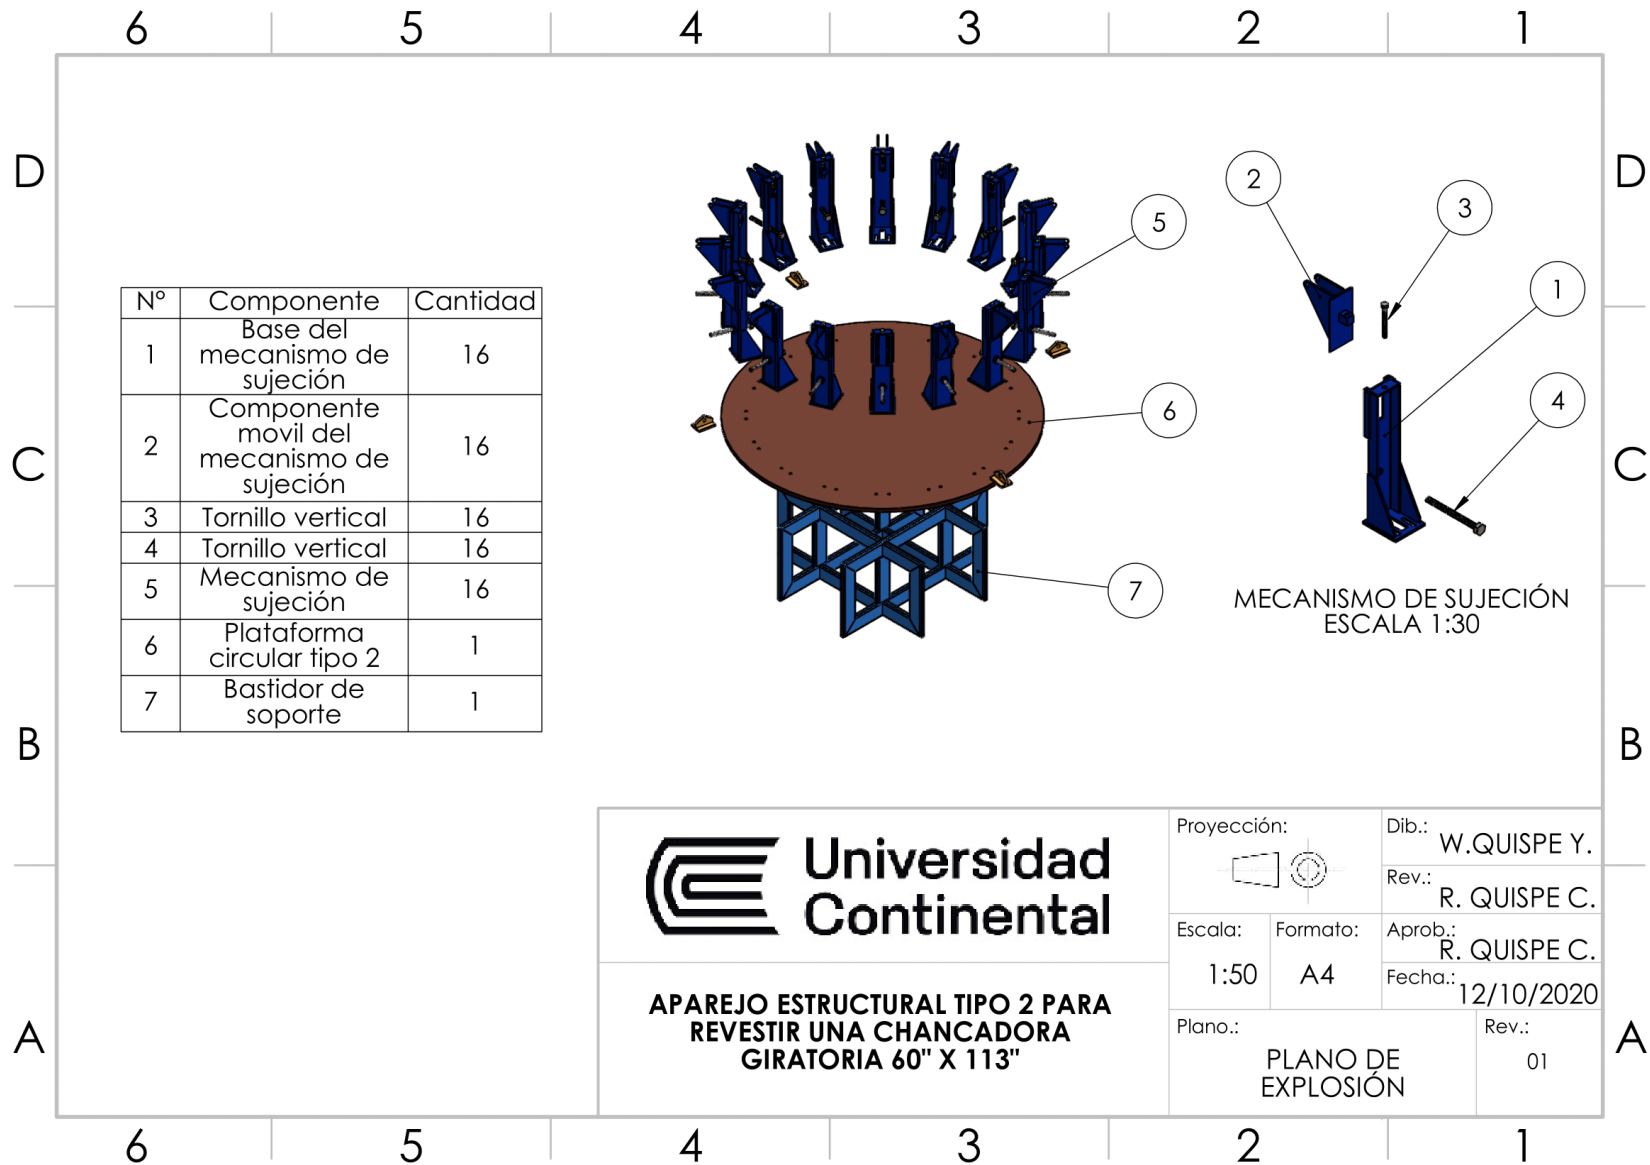 6 5 4 3 2 1
D D
C C
B B
A A
2
3
5
1
4
6
7
Nº Componente Cantidad
1 Base del
mecanismo de
sujeción 16
2 Componente
movil del
mecanismo de
sujeción 16
3 Tornillo vertical 16
4 Tornillo vertical 16
5 Mecanismo de
sujeción 16
6 Plataforma
circular tipo 2 1
7 Bastidor de
soporte 1
MECANISMO DE SUJECIÓN
ESCALA 1:30
Universidad
Continental
APAREJO ESTRUCTURAL TIPO 2 PARA
REVESTIR UNA CHANCADORA
GIRATORIA 60" X 113"
Proyección:
Dib.: W.QUISPE Y.
Rev.: R. QUISPE C.
Escala: 1:50
Formato: A4
Aprob.: R. QUISPE C.
Fecha.: 12/10/2020
Plano.:
PLANO DE
EXPLOSIÓN
Rev.:
01
6 5 4 3 2 1